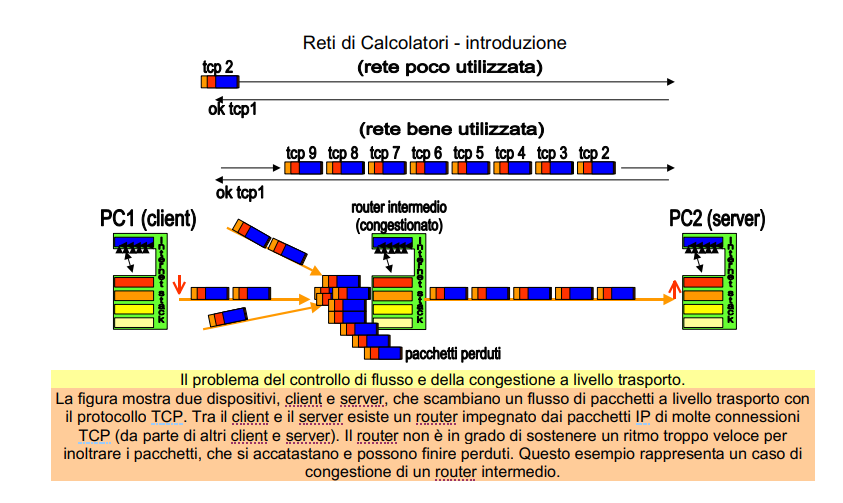 Reti di Calcolatori - introduzione
tcp 2
(rete poco utilizzata)
ok tcp1
(rete bene utilizzata)
tcp 9 tcp 8 tcp 7 tcp 6 tcp 5 tcp 4 tcp 3 tcp 2
ok tcp1
PC1 (client)
router intermedio
(congestionato)
PC2 (server)
internet stack
internet stack
internet stack
pacchetti perduti
Il problema del controllo di flusso e della congestione a livello trasporto.
La figura mostra due dispositivi, client e server, che scambiano un flusso di pacchetti a livello trasporto con
il protocollo TCP. Tra il client e il server esiste un router impegnato dai pacchetti IP di molte connessioni
TCP (da parte di altri client e server). Il router non è in grado di sostenere un ritmo troppo veloce per
inoltrare i pacchetti, che si accatastano e possono finire perduti. Questo esempio rappresenta un caso di
congestione di un router intermedio.